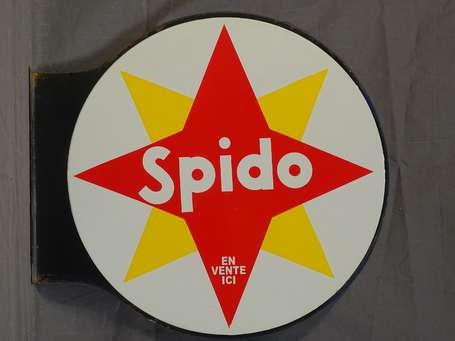 Spido
EN
VENTE
ICI